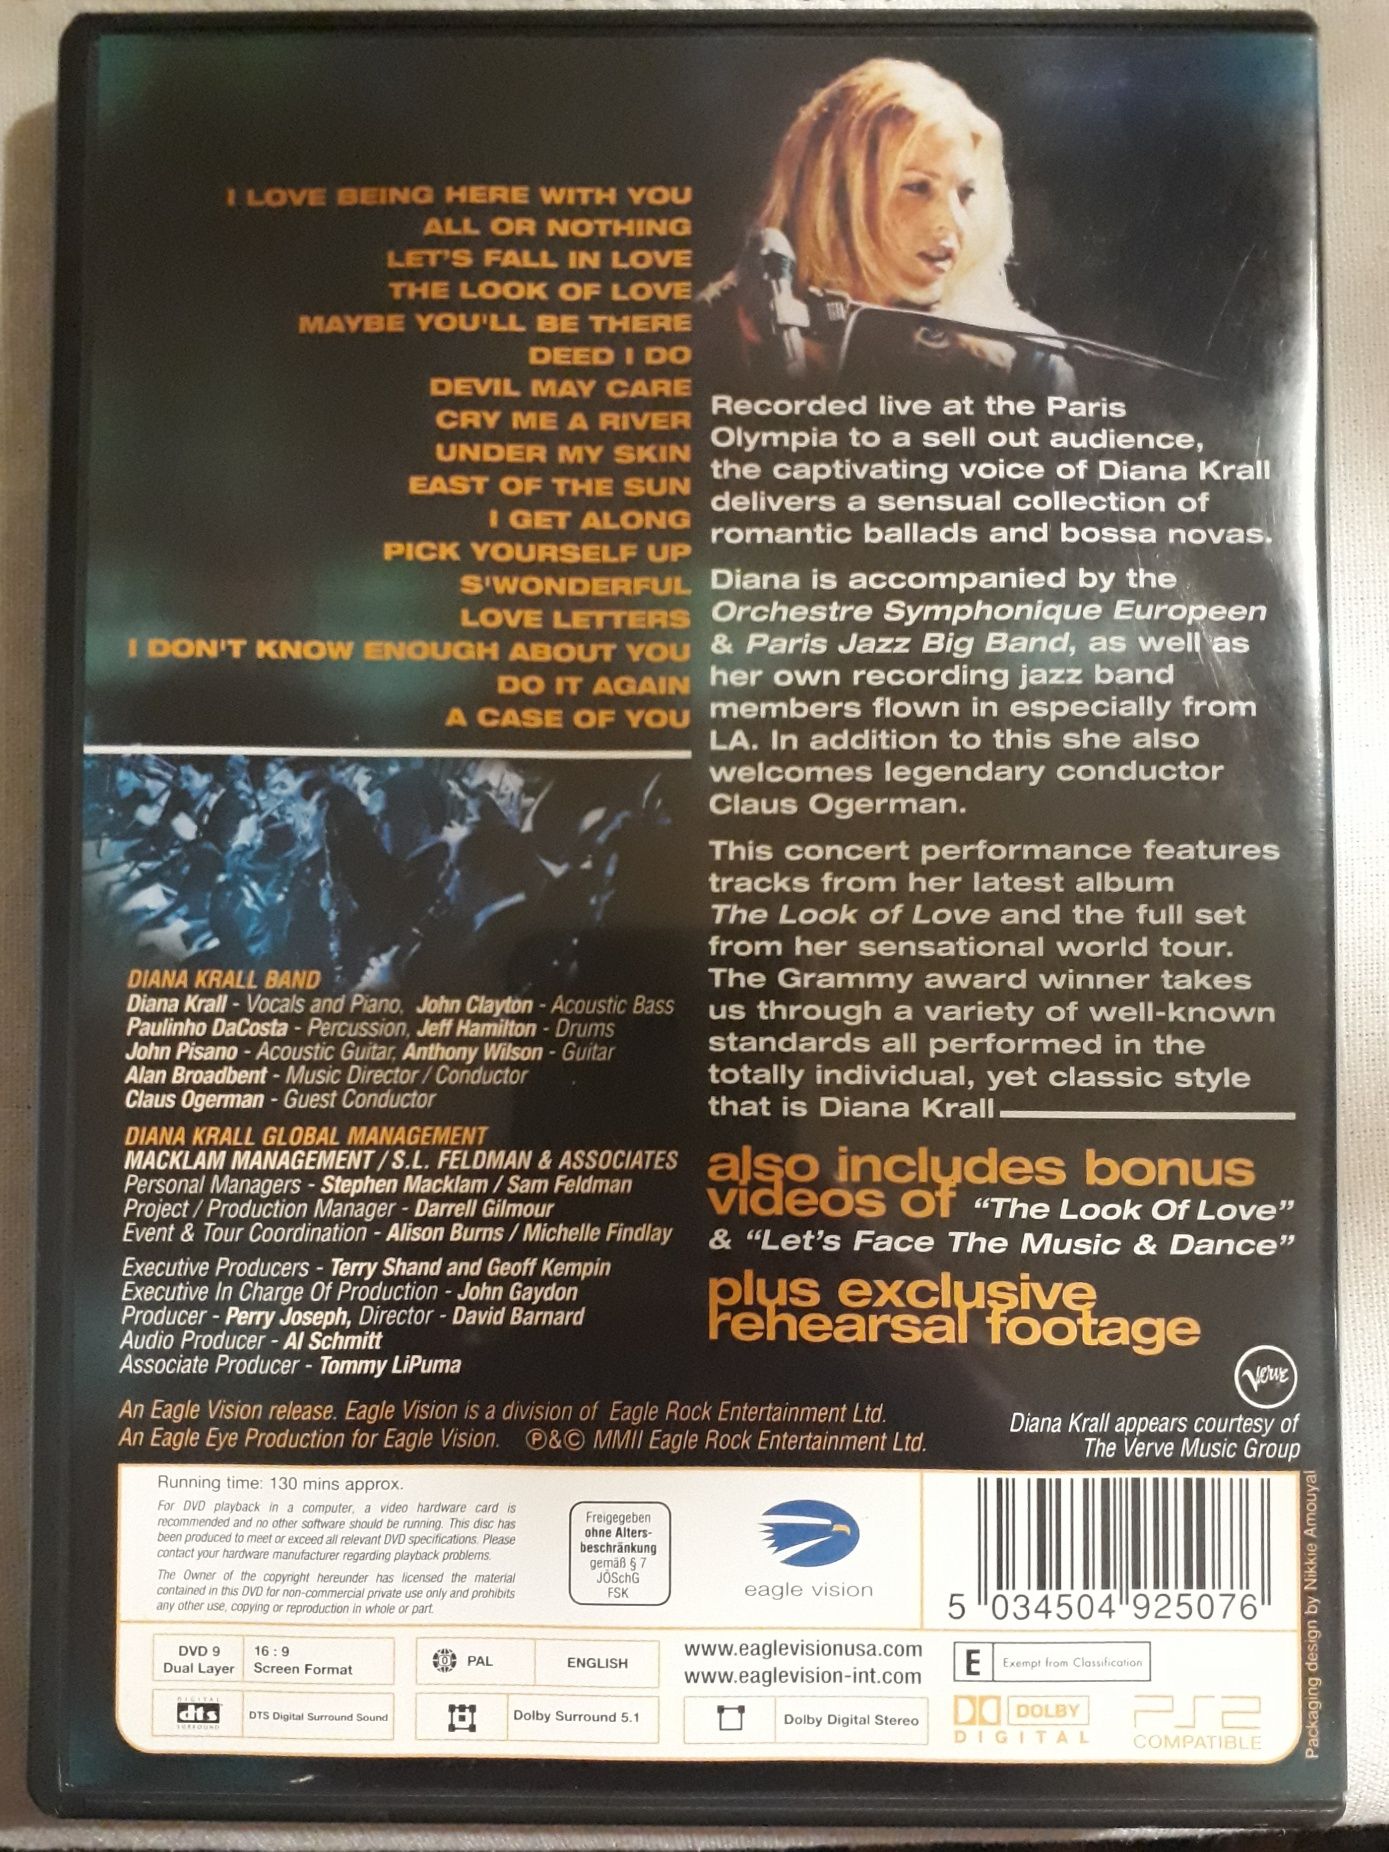 I LOVE BEING HERE WITH YOU
ALL OR NOTHING
LET'S FALL IN LOVE
THE LOOK OF LOVE
MAYBE YOU'LL BE THERE
DEED I DO
DEVIL MAY CARE
CRY ME A RIVER
UNDER MY SKIN
EAST OF THE SUN
I GET ALONG
PICK YOURSELF UP
S'WONDERFUL
LOVE LETTERS
I DON'T KNOW ENOUGH ABOUT YOU
DO IT AGAIN
A CASE OF YOU
Recorded live at the Paris
Olympia to a sell out audience,
the captivating voice of Diana Krall
delivers a sensual collection of
romantic ballads and bossa novas.
Diana is accompanied by the
Orchestre Symphonique Europeen
& Paris Jazz Big Band, as well as
her own recording jazz band
members flown in especially from
LA. In addition to this she also
welcomes legendary conductor
Claus Ogerman.
This concert performance features
tracks from her latest album
The Look of Love and the full set
from her sensational world tour.
The Grammy award winner takes
us through a variety of well-known
standards all performed in the
totally individual, yet classic style
that is Diana Krall
also includes bonus
videos of "The Look Of Love"
& "Let's Face The Music & Dance"
plus exclusive
rehearsal footage
DIANA KRALL BAND
Diana Krall - Vocals and Piano, John Clayton - Acoustic Bass
Paulinho DaCosta - Percussion, Jeff Hamilton - Drums
John Pisano - Acoustic Guitar, Anthony Wilson - Guitar
Alan Broadbent - Music Director / Conductor
Claus Ogerman - Guest Conductor
DIANA KRALL GLOBAL MANAGEMENT
MACKLAM MANAGEMENT / S.L. FELDMAN & ASSOCIATES
Personal Managers - Stephen Macklam / Sam Feldman
Project / Production Manager - Darrell Gilmour
Event & Tour Coordination - Alison Burns / Michelle Findlay
Executive Producers - Terry Shand and Geoff Kempin
Executive In Charge Of Production - John Gaydon
Producer - Perry Joseph, Director - David Barnard
Audio Producer - Al Schmitt
Associate Producer - Tommy LiPuma
An Eagle Vision release. Eagle Vision is a division of Eagle Rock Entertainment Ltd.
An Eagle Eye Production for Eagle Vision. ℗&© MMII Eagle Rock Entertainment Ltd.
Verve
Diana Krall appears courtesy of
The Verve Music Group
Running time: 130 mins approx.
For DVD playback in a computer, a video hardware card is
recommended and no other software should be running. This disc has
been produced to meet or exceed all relevant DVD specifications. Please
contact your hardware manufacturer regarding playback problems.
The Owner of the copyright hereunder has licensed the material
contained in this DVD for non-commercial private use only and prohibits
any other use, copying or reproduction in whole or part.
Freigegeben
ohne Alters-
beschränkung
gemäß § 7
JÖSchG
FSK
eagle vision
5 034504 925076
Packaging design by Nikkie Amouyal
DVD 9
Dual Layer
16 : 9
Screen Format
0
PAL
ENGLISH
www.eaglevisionusa.com
www.eaglevision-int.com
E
Exempt from Classification
DIGITAL
dts
SURROUND
DTS Digital Surround Sound
Dolby Surround 5.1
Dolby Digital Stereo
DOLBY
DIGITAL
PS2
COMPATIBLE